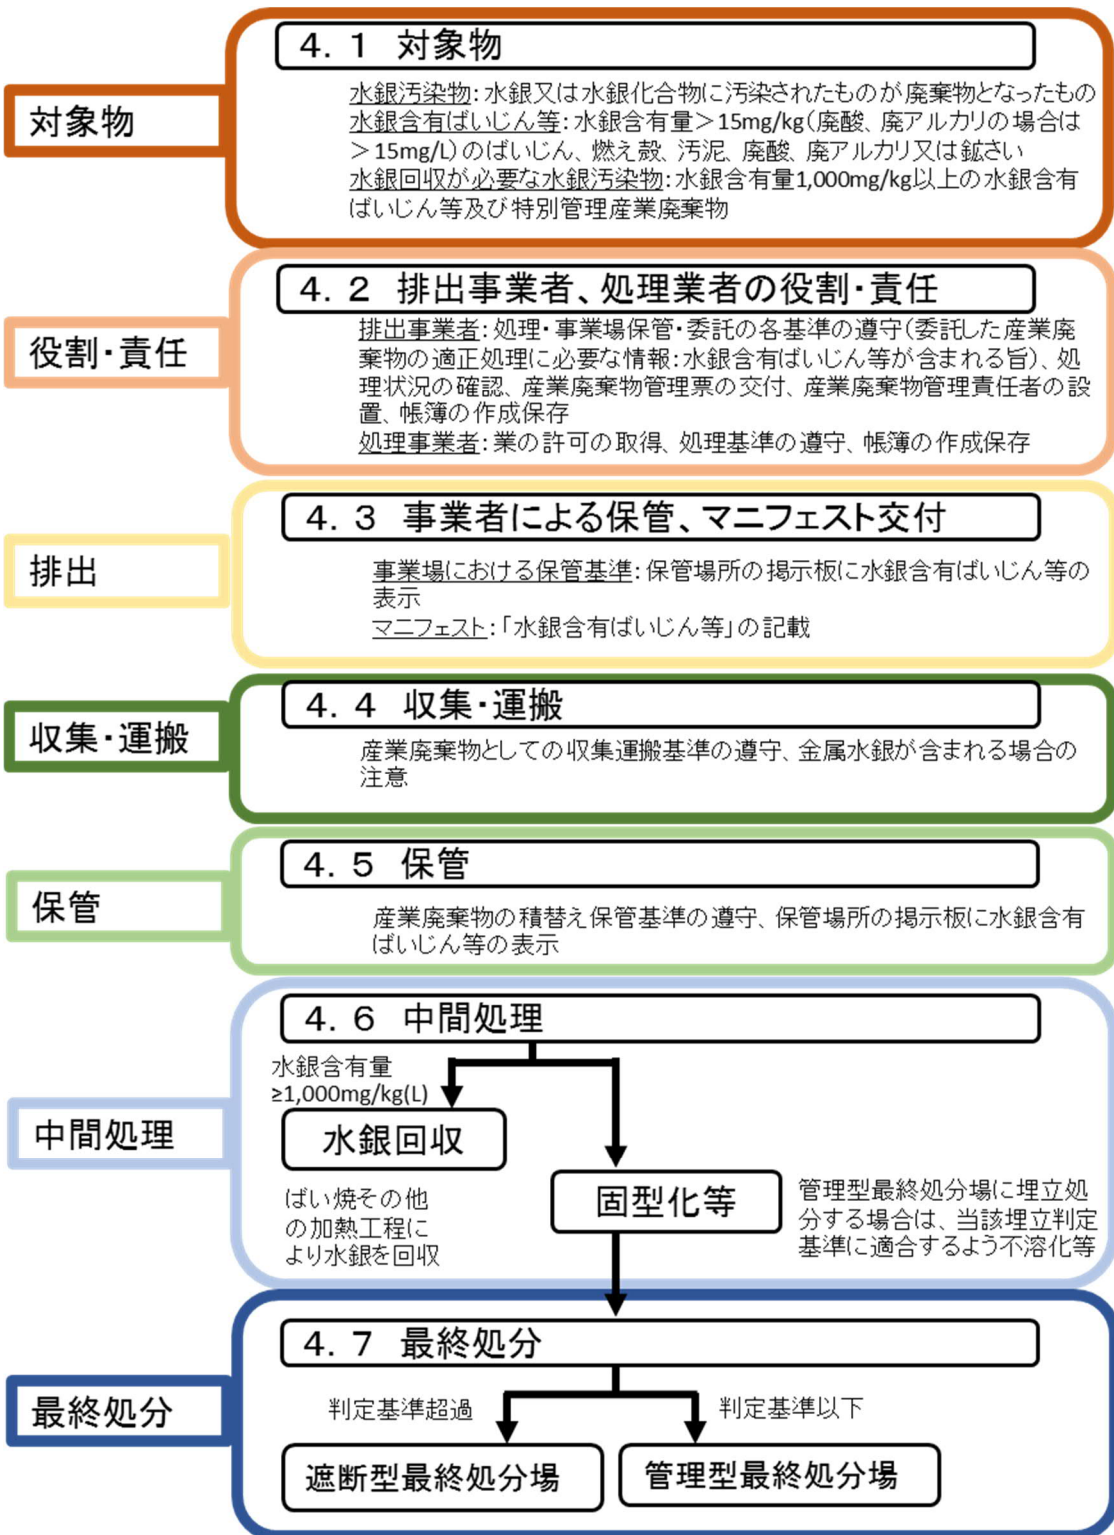 対象物
4．1 対象物
水銀汚染物：水銀又は水銀化合物に汚染されたものが廃棄物となったもの
水銀含有ばいじん等：水銀含有量＞15mg/kg（廃酸、廃アルカリの場合は
＞15mg/L）のばいじん、燃え殻、汚泥、廃酸、廃アルカリ又は鉱さい
水銀回収が必要な水銀汚染物：水銀含有量1,000mg/kg以上の水銀含有
ばいじん等及び特別管理産業廃棄物
役割・責任
4．2 排出事業者、処理業者の役割・責任
排出事業者：処理・事業場保管・委託の各基準の遵守（委託した産業廃
棄物の適正処理に必要な情報：水銀含有ばいじん等が含まれる旨）、処
理状況の確認、産業廃棄物管理票の交付、産業廃棄物管理責任者の設
置、帳簿の作成保存
処理事業者：業の許可の取得、処理基準の遵守、帳簿の作成保存
排出
4．3 事業者による保管、マニフェスト交付
事業場における保管基準：保管場所の掲示板に水銀含有ばいじん等の
表示
マニフェスト：「水銀含有ばいじん等」の記載
収集・運搬
4．4 収集・運搬
産業廃棄物としての収集運搬基準の遵守、金属水銀が含まれる場合の
注意
保管
4．5 保管
産業廃棄物の積替え保管基準の遵守、保管場所の掲示板に水銀含有
ばいじん等の表示
中間処理
4．6 中間処理
水銀含有量
≥1,000mg/kg(L)
水銀回収
ばい焼その他
の加熱工程に
より水銀を回収
固型化等
管理型最終処分場に埋立処
分する場合は、当該埋立判定
基準に適合するよう不溶化等
最終処分
4．7 最終処分
判定基準超過
判定基準以下
遮断型最終処分場
管理型最終処分場